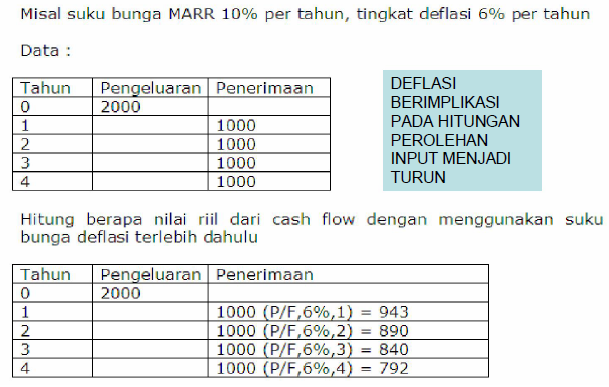 Misal suku bunga MARR 10% per tahun, tingkat deflasi 6% per tahun
Data :
Tahun Pengeluaran Penerimaan
0 2000
1 1000
2 1000
3 1000
4 1000
DEFLASI
BERIMPLIKASI
PADA HITUNGAN
PEROLEHAN
INPUT MENJADI
TURUN
Hitung berapa nilai riil dari cash flow dengan menggunakan suku
bunga deflasi terlebih dahulu
Tahun Pengeluaran Penerimaan
0 2000
1 1000 (P/F,6%,1) = 943
2 1000 (P/F,6%,2) = 890
3 1000 (P/F,6%,3) = 840
4 1000 (P/F,6%,4) = 792